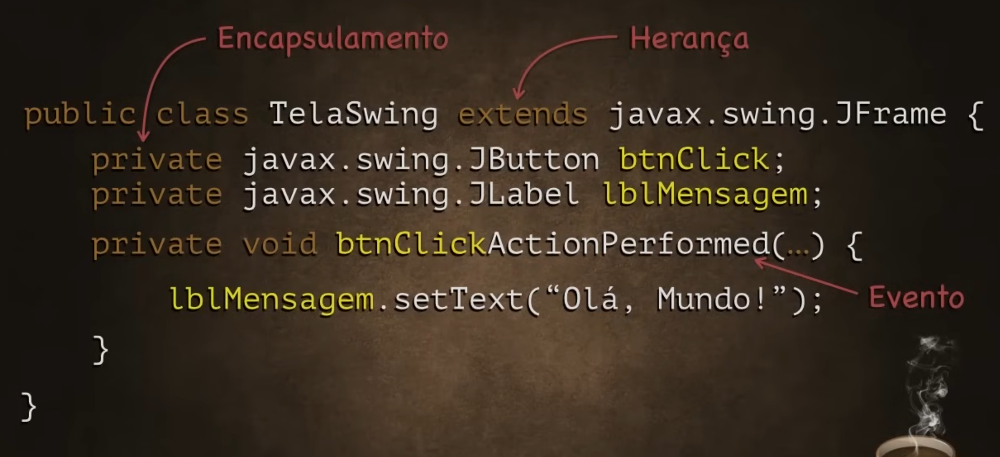 Encapsulamento
Herança
public class TelaSwing extends javax.swing.JFrame {
private javax.swing.JButton btnClick;
private javax.swing.JLabel lblMensagem;
private void btnClickActionPerformed(…) {
lblMensagem.setText(“Olá, Mundo!”);
Evento
}
}